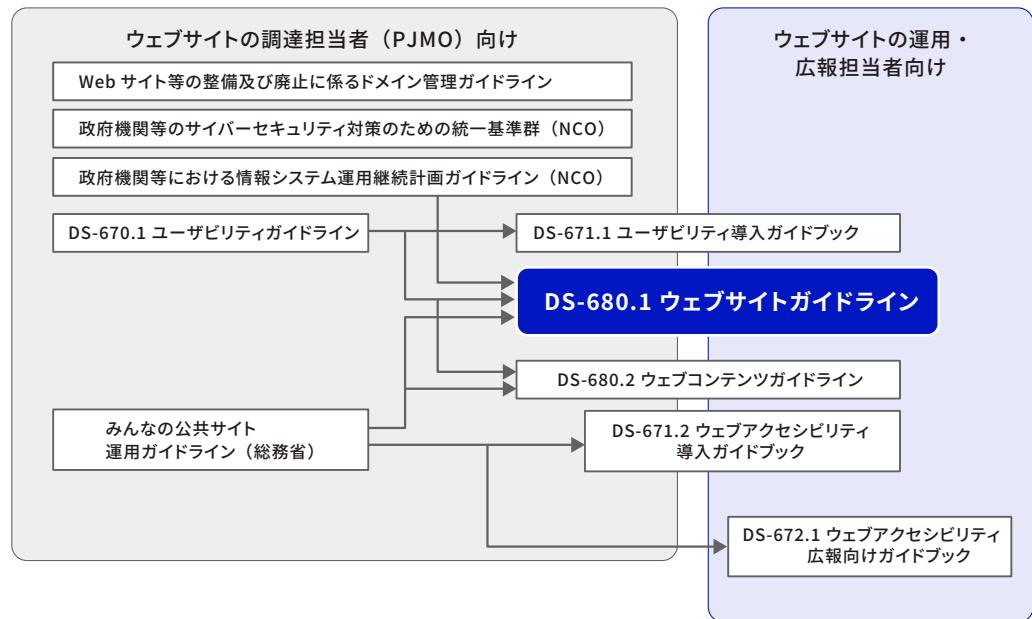 ウェブサイトの調達担当者（PJMO）向け
Web サイト等の整備及び廃止に係るドメイン管理ガイドライン
政府機関等のサイバーセキュリティ対策のための統一基準群（NCO）
政府機関等における情報システム運用継続計画ガイドライン（NCO）
DS-670.1 ユーザビリティガイドライン
みんなの公共サイト
運用ガイドライン（総務省）
ウェブサイトの運用・
広報担当者向け
DS-671.1 ユーザビリティ導入ガイドブック
DS-680.1 ウェブサイトガイドライン
DS-680.2 ウェブコンテンツガイドライン
DS-671.2 ウェブアクセシビリティ
導入ガイドブック
DS-672.1 ウェブアクセシビリティ
広報向けガイドブック